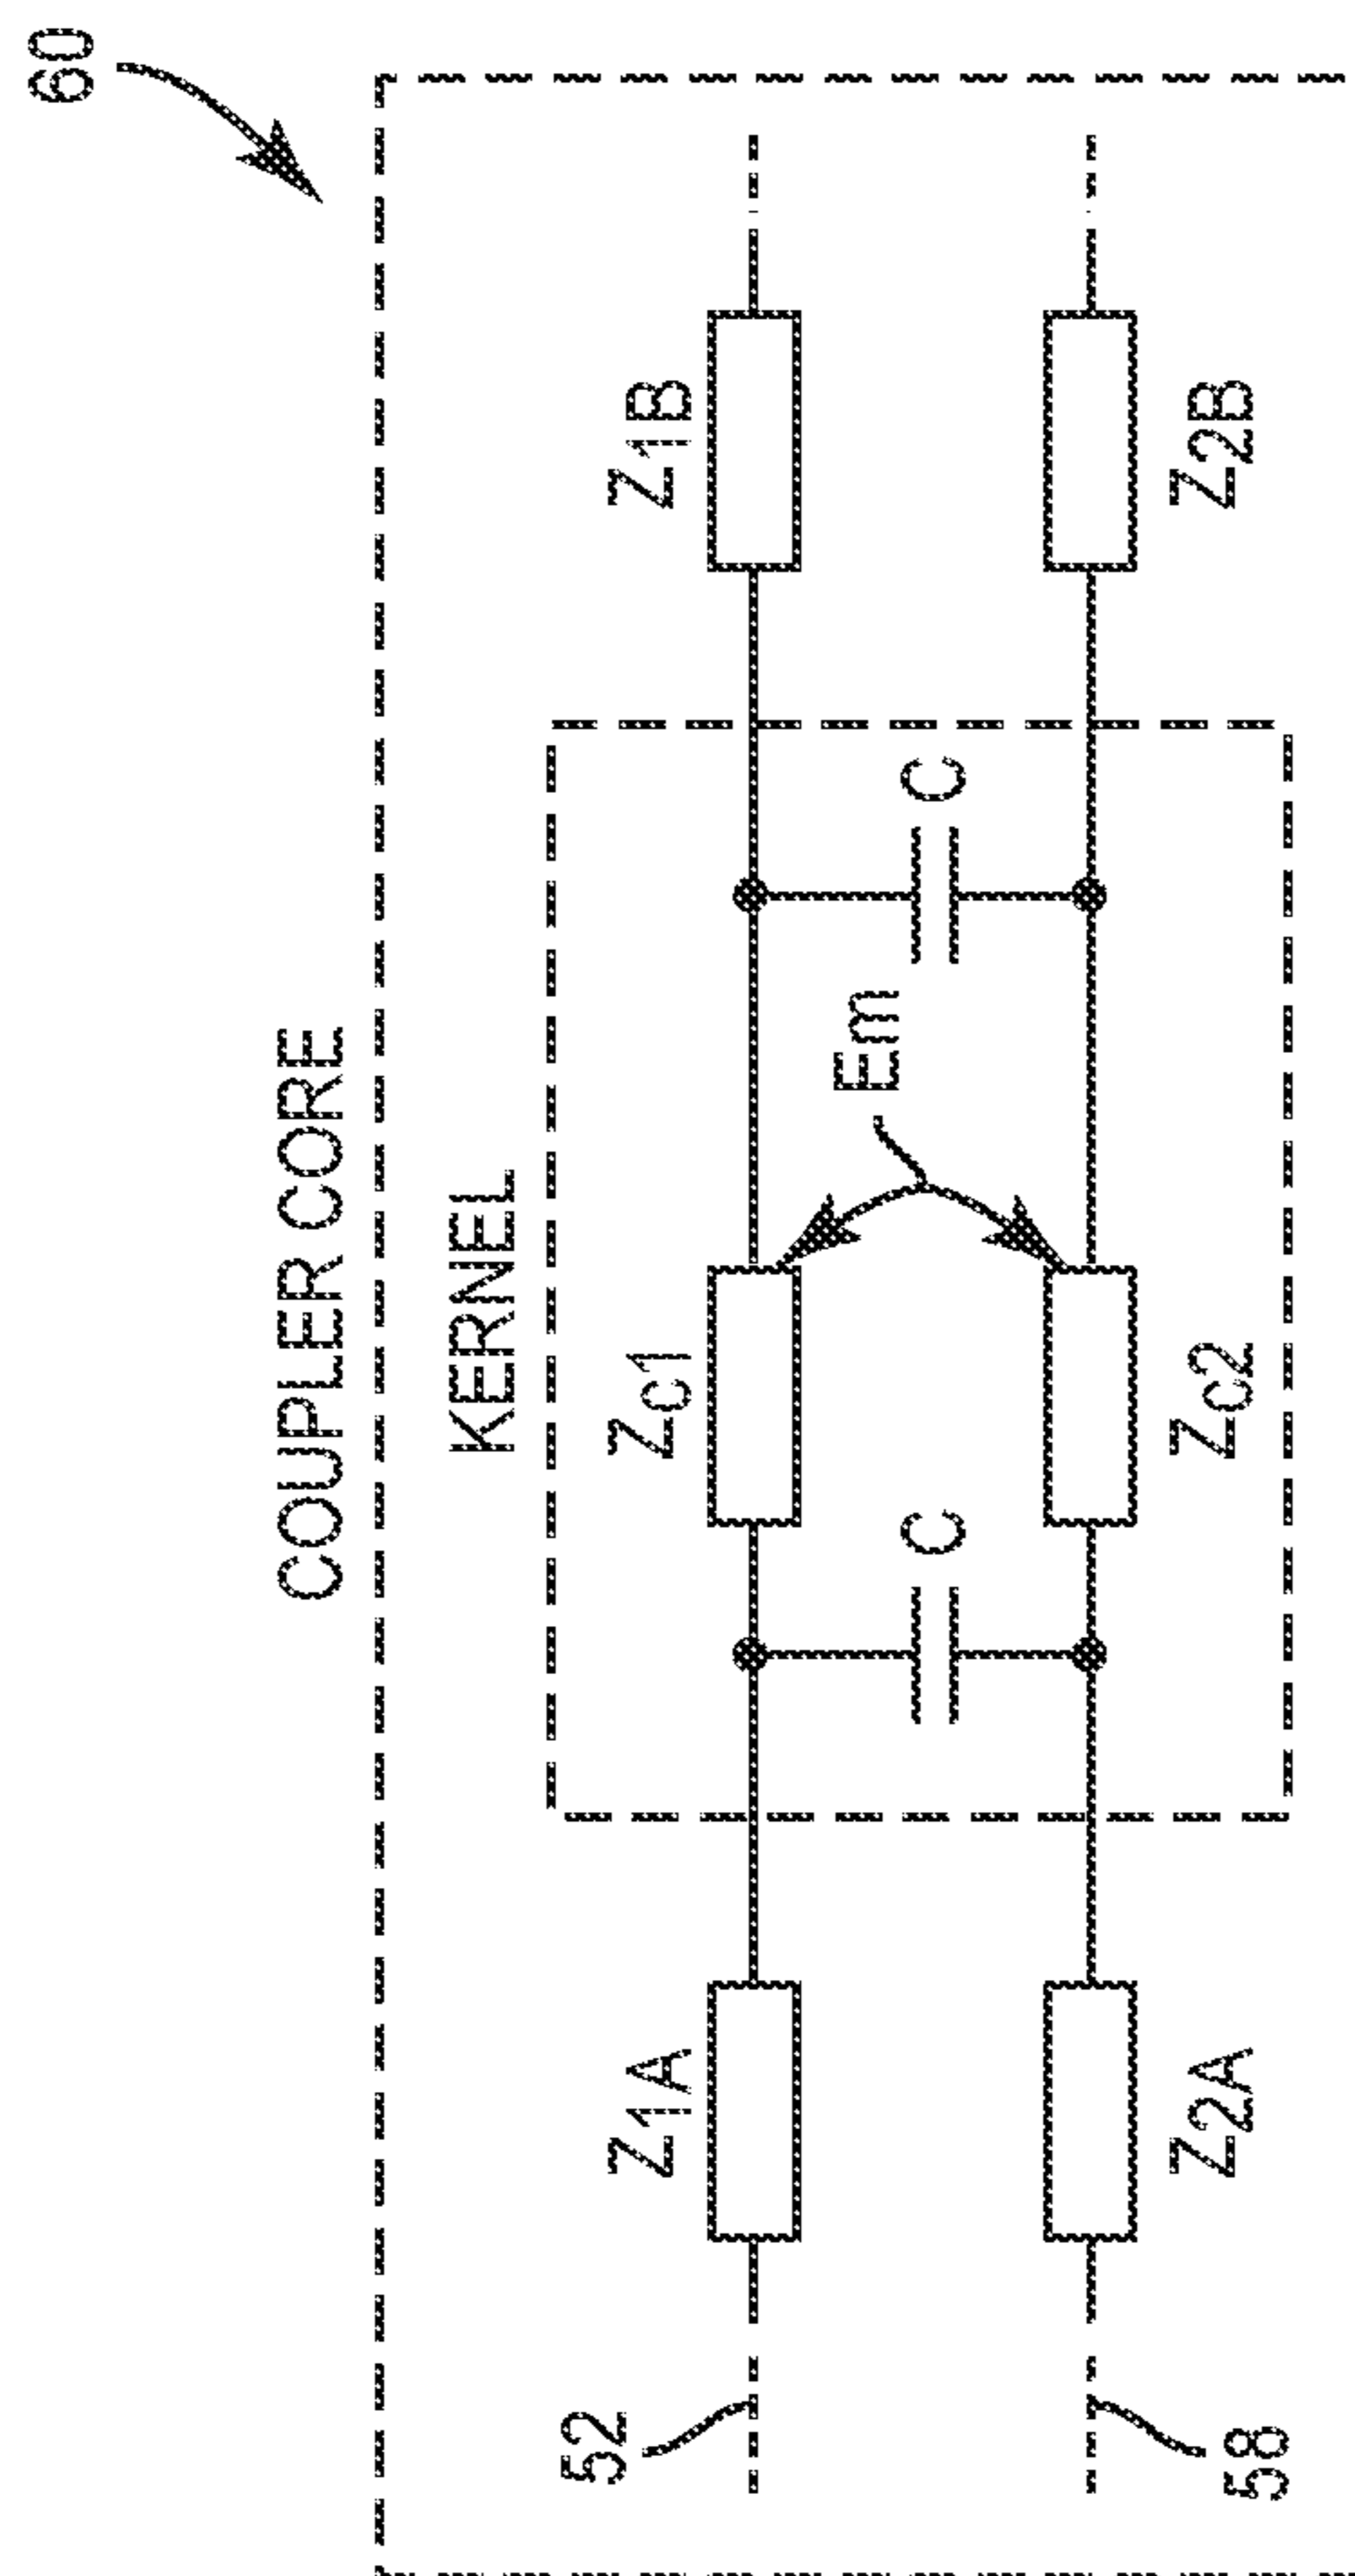 60
COUPLER CORE
KERNEL
52
Z1A
C
Zc1
Em
C
Z1B
58
Z2A
Zc2
Z2B